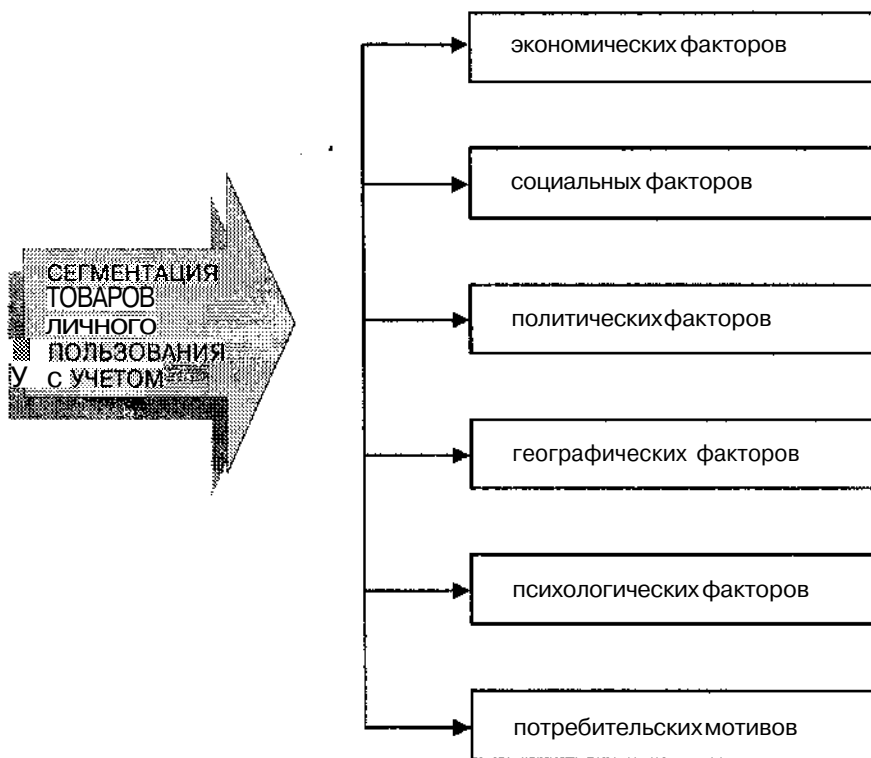 СЕГМЕНТАЦИЯ
ТОВАРОВ
ЛИЧНОГО
ПОЛЬЗОВАНИЯ
У С УЧЕТОМ
экономических факторов
социальных факторов
политических факторов
географических факторов
психологических факторов
потребительских мотивов